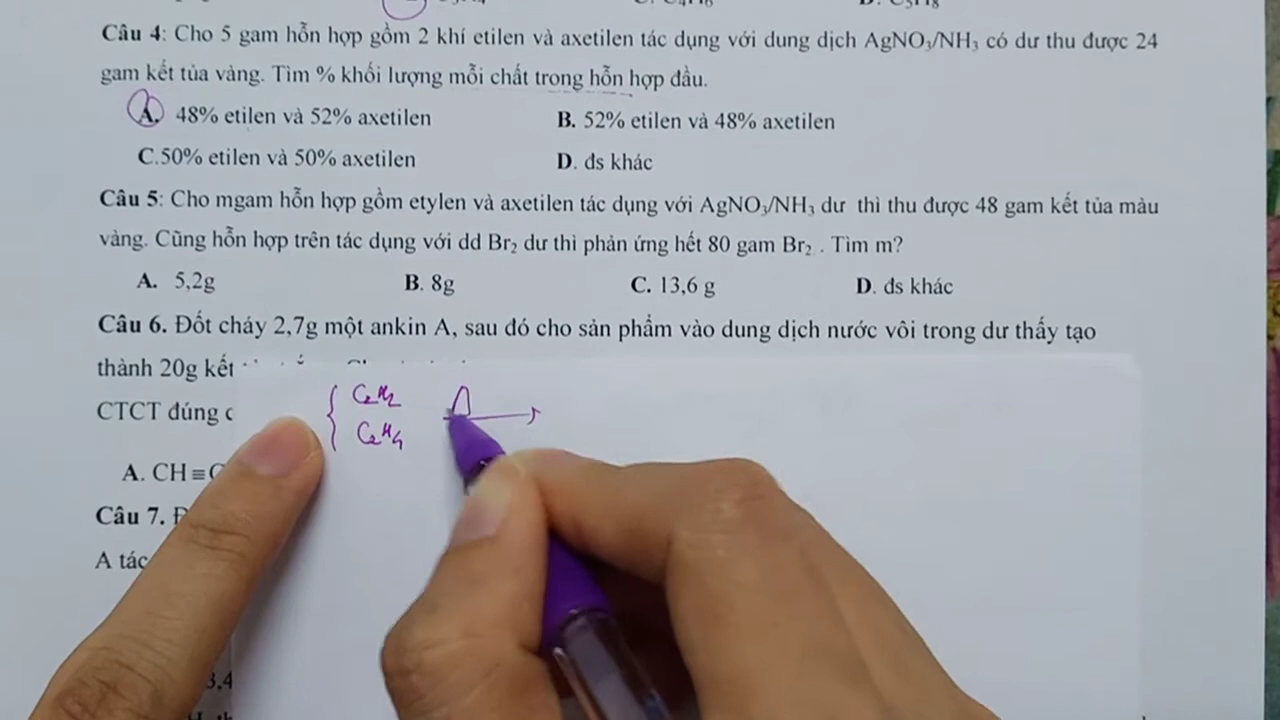 Câu 4: Cho 5 gam hỗn hợp gồm 2 khí etilen và axetilen tác dụng với dung dịch AgNO₃/NH₃ có dư thu được 24
gam kết tủa vàng. Tìm % khối lượng mỗi chất trong hỗn hợp đầu.
A. 48% etilen và 52% axetilen B. 52% etilen và 48% axetilen
C.50% etilen và 50% axetilen D. đs khác
Câu 5: Cho mgam hỗn hợp gồm etylen và axetilen tác dụng với AgNO₃/NH₃ dư thì thu được 48 gam kết tủa màu
vàng. Cũng hỗn hợp trên tác dụng với dd Br₂ dư thì phản ứng hết 80 gam Br₂ . Tìm m?
A. 5,2g B. 8g C. 13,6 g D. đs khác
Câu 6. Đốt cháy 2,7g một ankin A, sau đó cho sản phẩm vào dung dịch nước vôi trong dư thấy tạo
thành 20g kết
C₂H₂
CTCT đúng
C₂H₄
A. CH≡C
Câu 7.
A tác
3,4